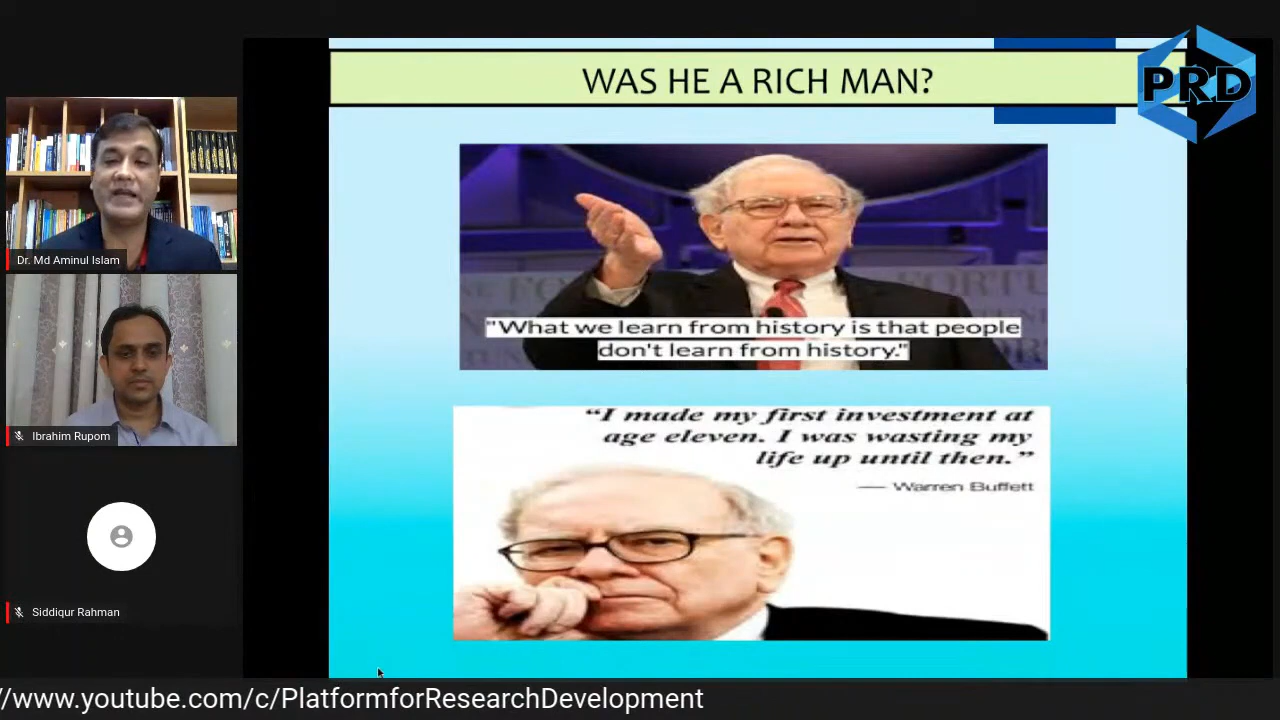 WAS HE A RICH MAN?
PRD
"What we learn from history is that people
don't learn from history."
“I made my first investment at
age eleven. I was wasting my
life up until then.”
— Warren Buffett
Dr. Md Aminul Islam
Ibrahim Rupom
Siddiqur Rahman
//www.youtube.com/c/PlatformforResearchDevelopment